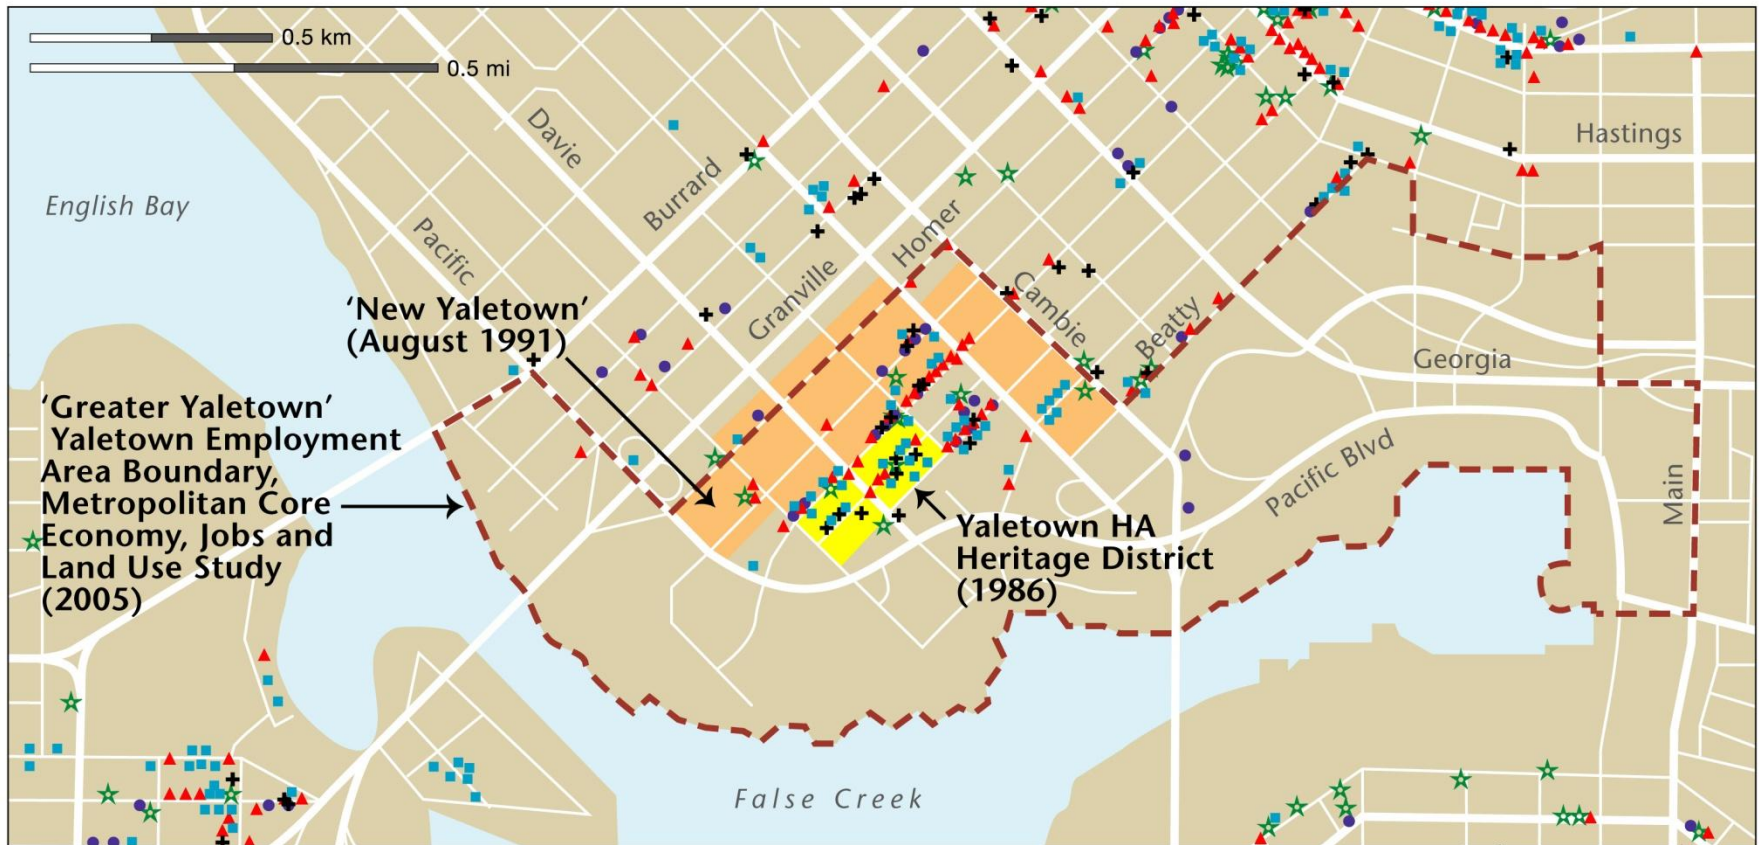 0.5 km
0.5 mi
English Bay
Davie
Burrard
Pacific
Granville
Homer
Cambie
Beatty
Hastings
Georgia
Pacific Blvd
Main
‘New Yaletown’
(August 1991)
‘Greater Yaletown’
Yaletown Employment
Area Boundary,
Metropolitan Core
Economy, Jobs and
Land Use Study
(2005)
Yaletown HA
Heritage District
(1986)
False Creek